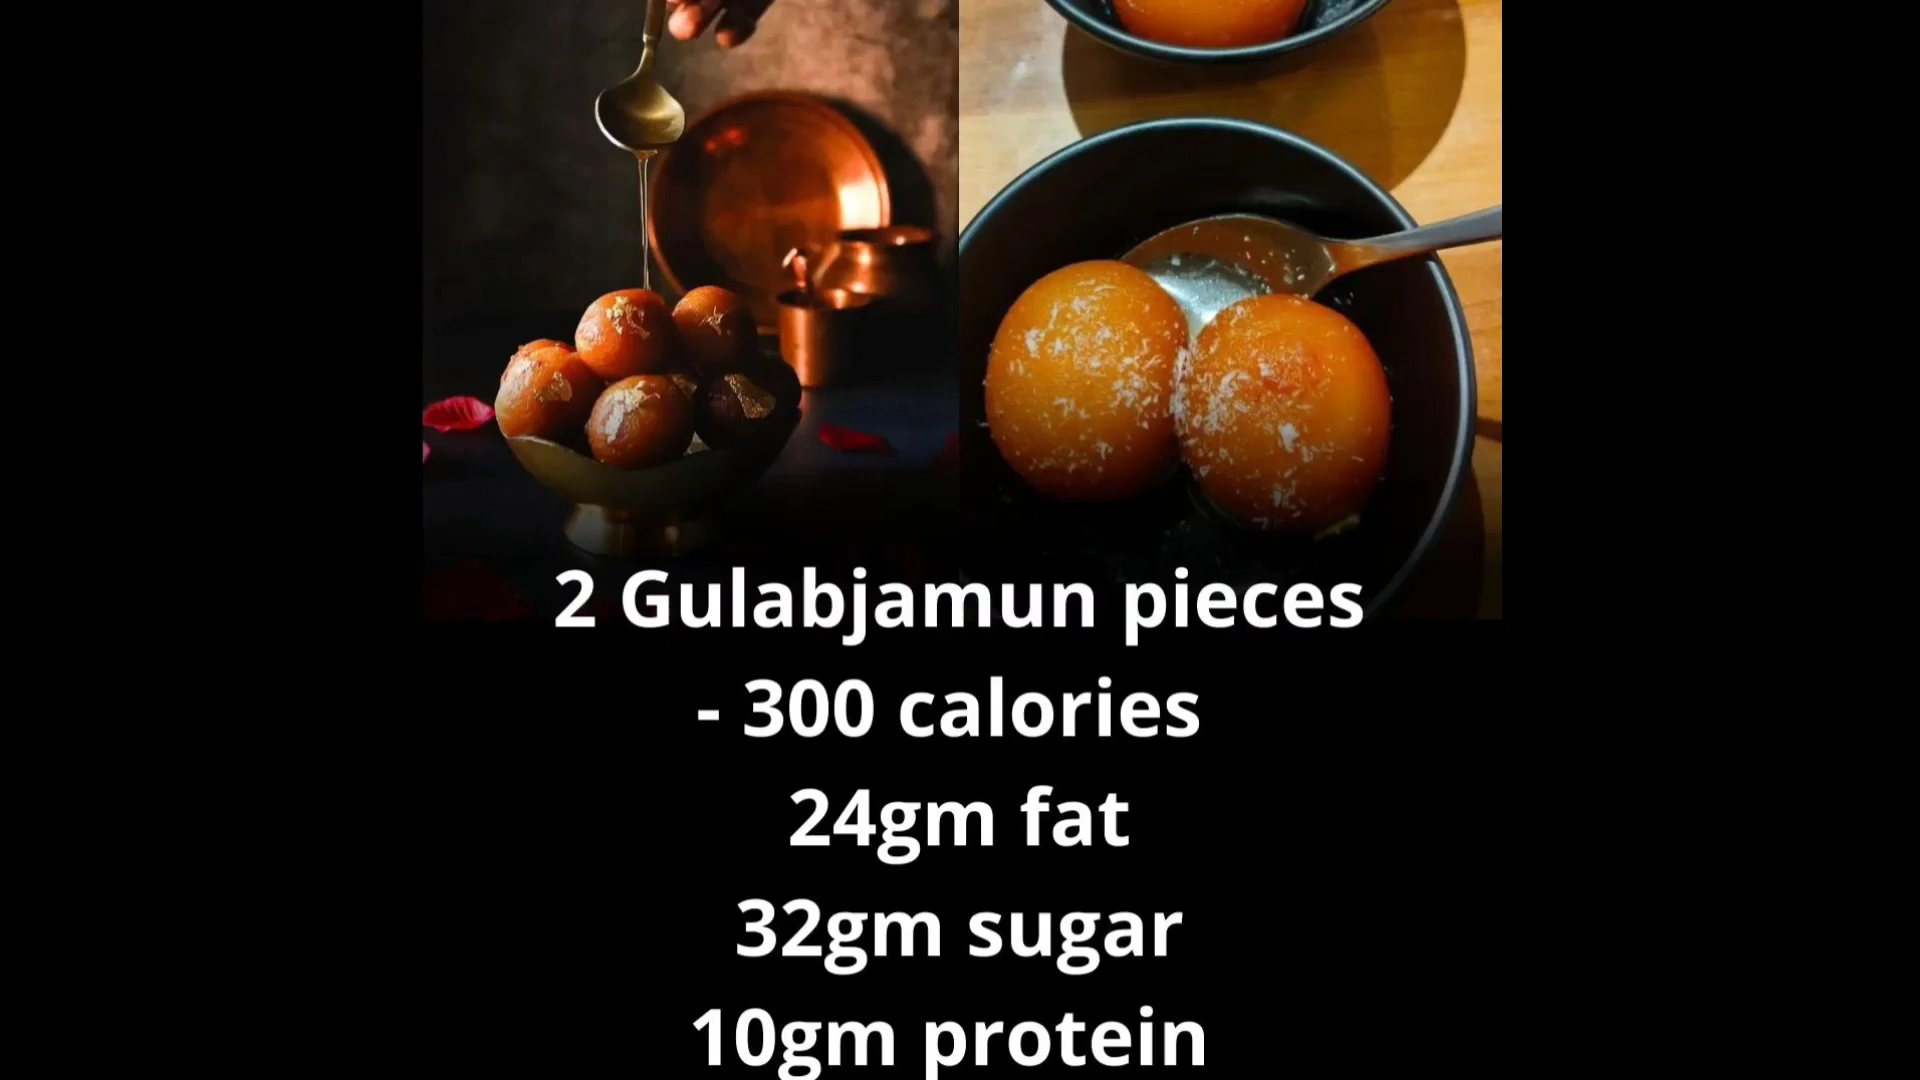 2 Gulabjamun pieces
- 300 calories
24gm fat
32gm sugar
10gm protein